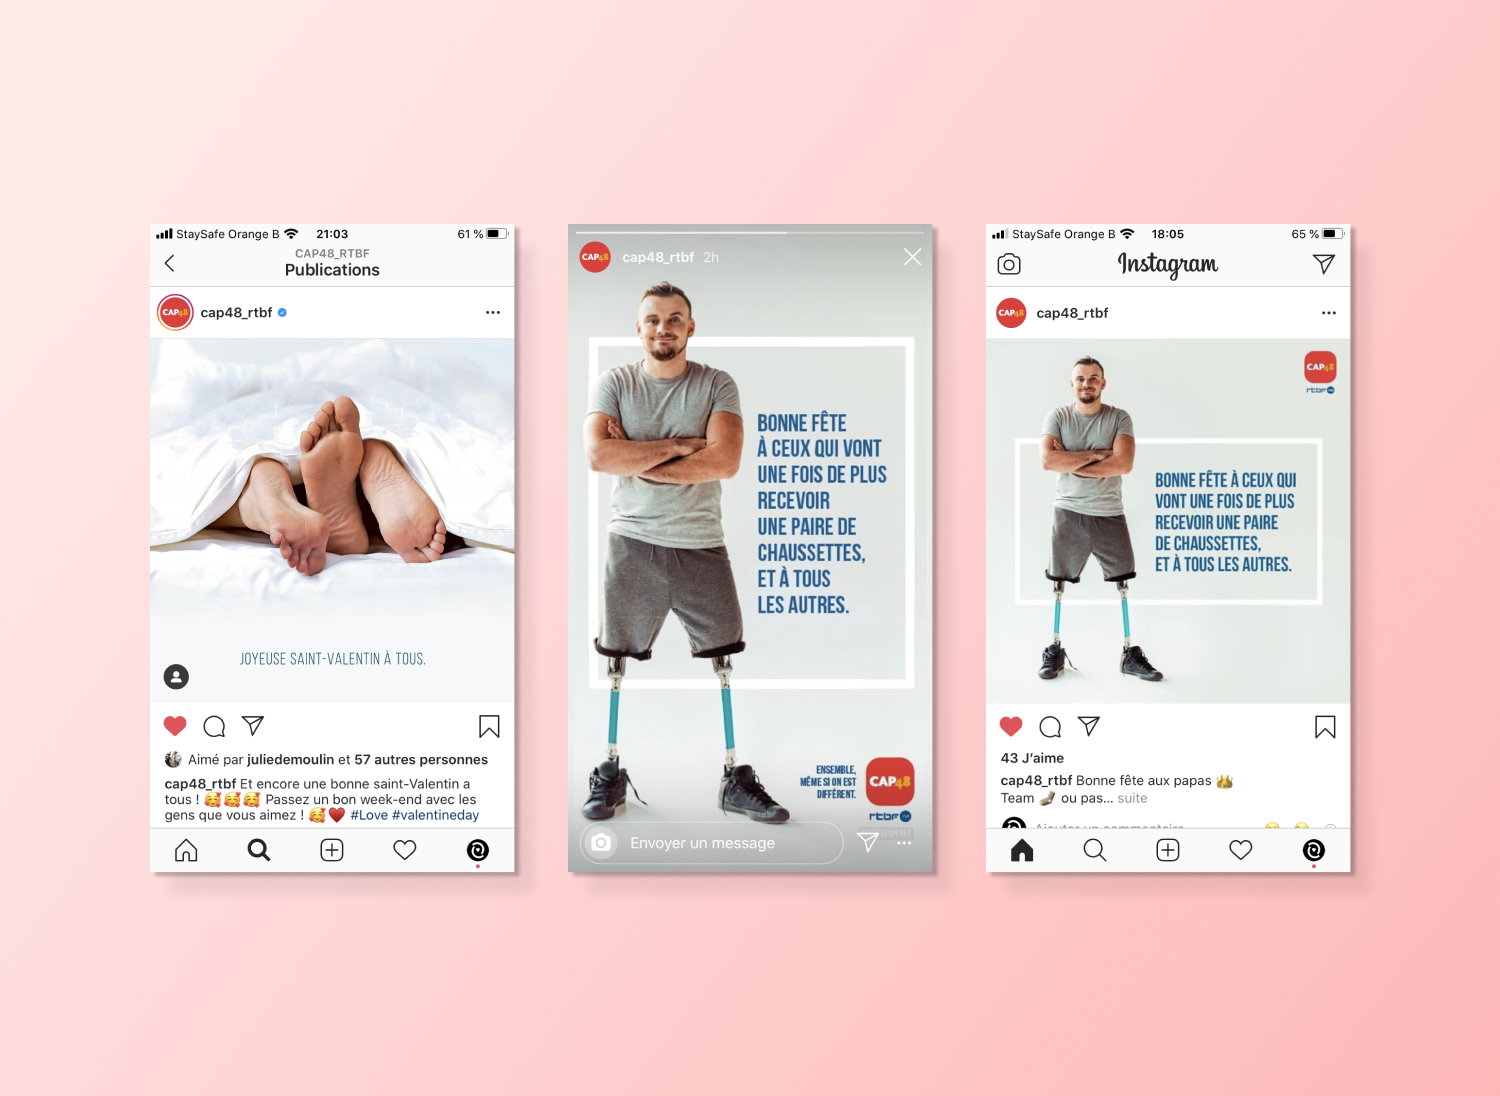 StaySafe Orange B 21:03 61 %
CAP48_RTBF
Publications
CAP48 cap48_rtbf
JOYEUSE SAINT-VALENTIN À TOUS.
Aimé par juliedemoulin et 57 autres personnes
cap48_rtbf Et encore une bonne saint-Valentin a
tous ! 🥰🥰🥰 Passez un bon week-end avec les
gens que vous aimez ! 🥰❤️ #Love #valentineday
CAP48 cap48_rtbf 2h
BONNE FÊTE
À CEUX QUI VONT
UNE FOIS DE PLUS
RECEVOIR
UNE PAIRE DE
CHAUSSETTES,
ET À TOUS
LES AUTRES.
ENSEMBLE,
MÊME SI ON EST
DIFFÉRENT.
CAP48
rtbf
Envoyer un message
StaySafe Orange B 18:05 65 %
Instagram
CAP48 cap48_rtbf
CAP48
rtbf
BONNE FÊTE À CEUX QUI
VONT UNE FOIS DE PLUS
RECEVOIR UNE PAIRE
DE CHAUSSETTES,
ET À TOUS LES AUTRES.
43 J’aime
cap48_rtbf Bonne fête aux papas 👑
Team 🧦 ou pas... suite
Ajouter un commentaire